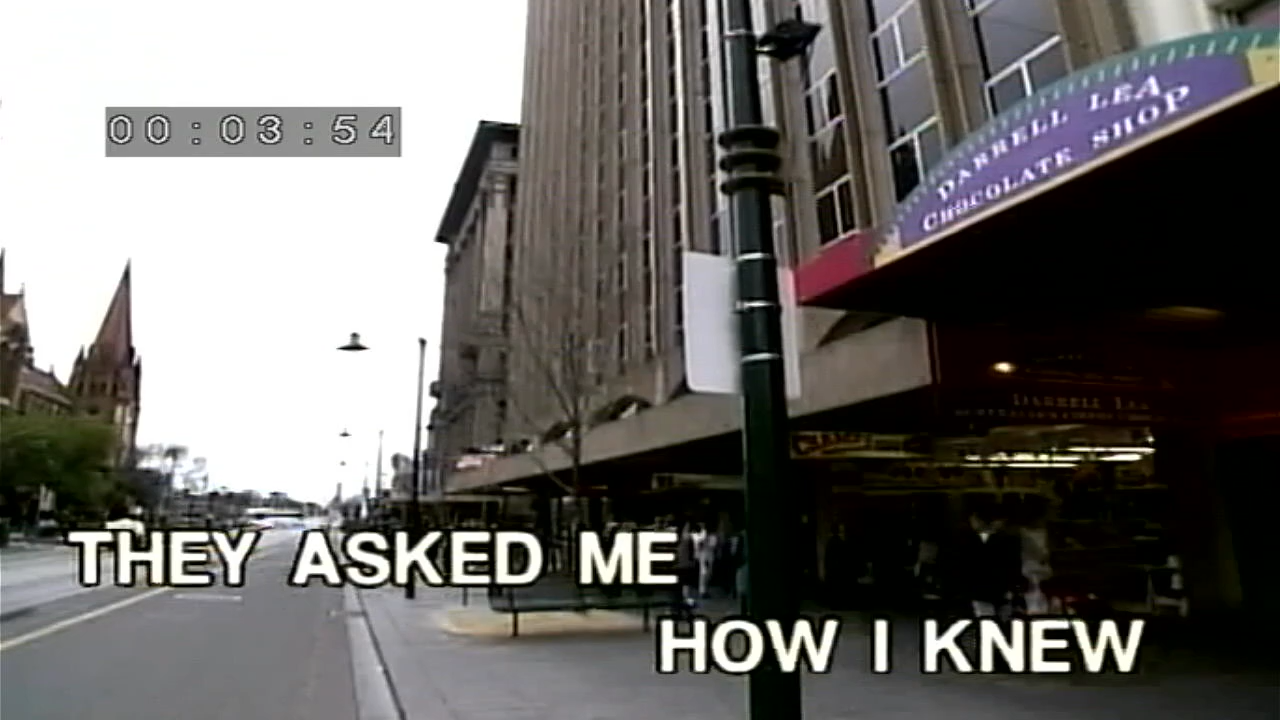 00:03:54
DARRELL LEA
CHOCOLATE SHOP
DARRELL LEA
THEY ASKED ME
HOW I KNEW